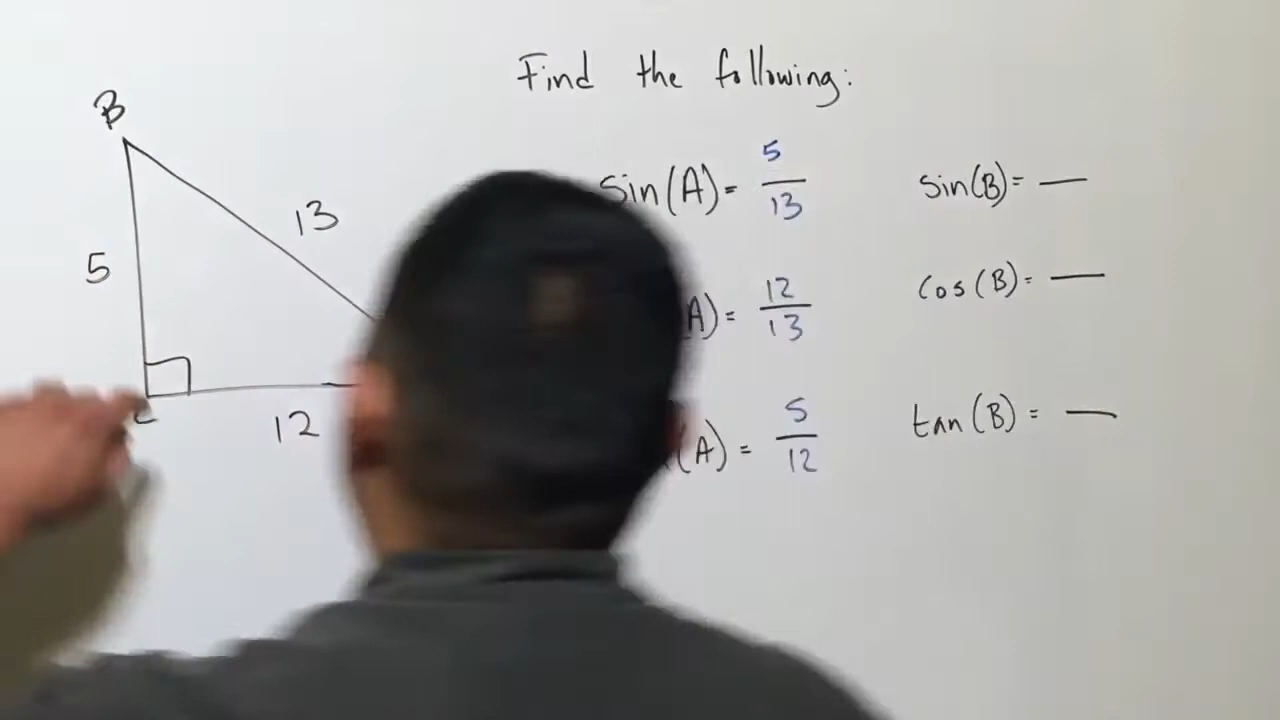 Find the following:
B
13
5
C
12
sin(A) = 5/13
A) = 12/13
(A) = 5/12
sin(B) = —
cos(B) = —
tan(B) = —